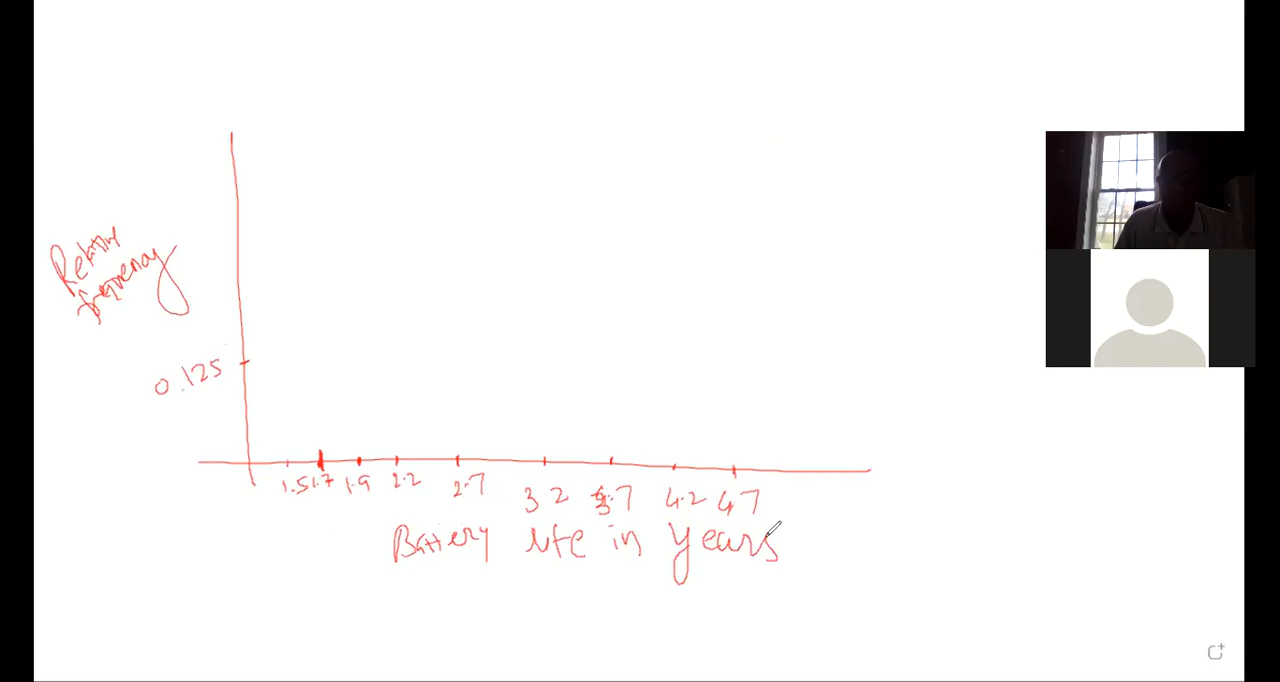 Relative
frequency
0.125
1.5 1.7 1.9 2.2 2.7 3.2 3.7 4.2 4.7
Battery life in years